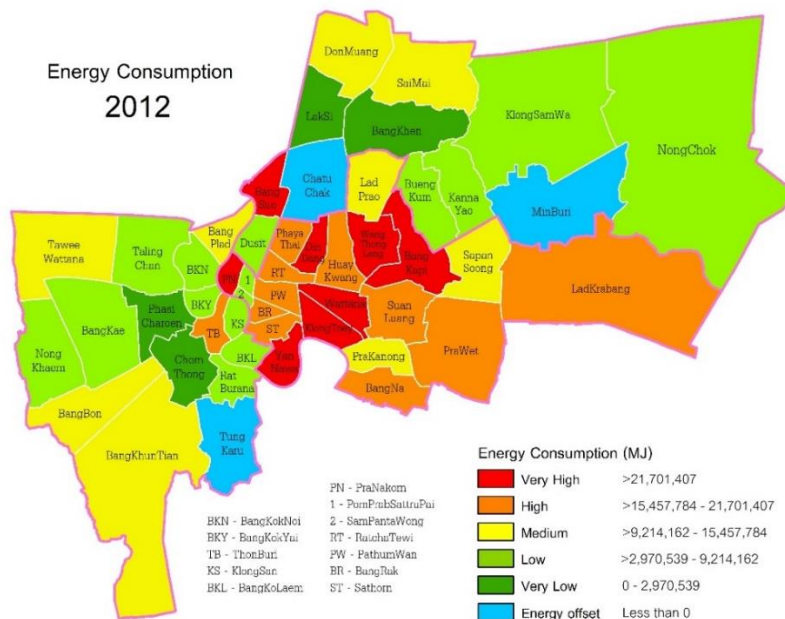 Energy Consumption
2012
DonMuang
SaiMai
LakSi
BangKhen
KlongSamWa
NongChok
Chatu
Chak
Lad
Prao
Bueng
Kum
Kanna
Yao
MinBuri
Bang
Sue
Bang
Plad
Dusit
Phaya
Thai
Din
Dang
Huay
Kwang
Wang
Thong
Lang
Bang
Kapi
Sapan
Soong
LadKrabang
Tawee
Wattana
Taling
Chun
BKN
PN
1
2
RT
PW
BR
ST
Wattana
KlongToey
Suan
Luang
PraWet
PraKanong
BangNa
Nong
Khaem
BangKae
Phasi
Charoen
BKY
TB
KS
BKL
Yan
Nawa
Chom
Thong
Rat
Burana
BangBon
BangKhunTian
Tung
Karu
BKN - BangKokNoi
BKY - BangKokYai
TB - ThonBuri
KS - KlongSan
BKL - BangKoLaem
PN - PraNakorn
1 - PomPrabSattruPai
2 - SamPantaWong
RT - RatchaTewi
PW - PathumWan
BR - BangRak
ST - Sathorn
Energy Consumption (MJ)
Very High >21,701,407
High >15,457,784 - 21,701,407
Medium >9,214,162 - 15,457,784
Low >2,970,539 - 9,214,162
Very Low 0 - 2,970,539
Energy offset Less than 0